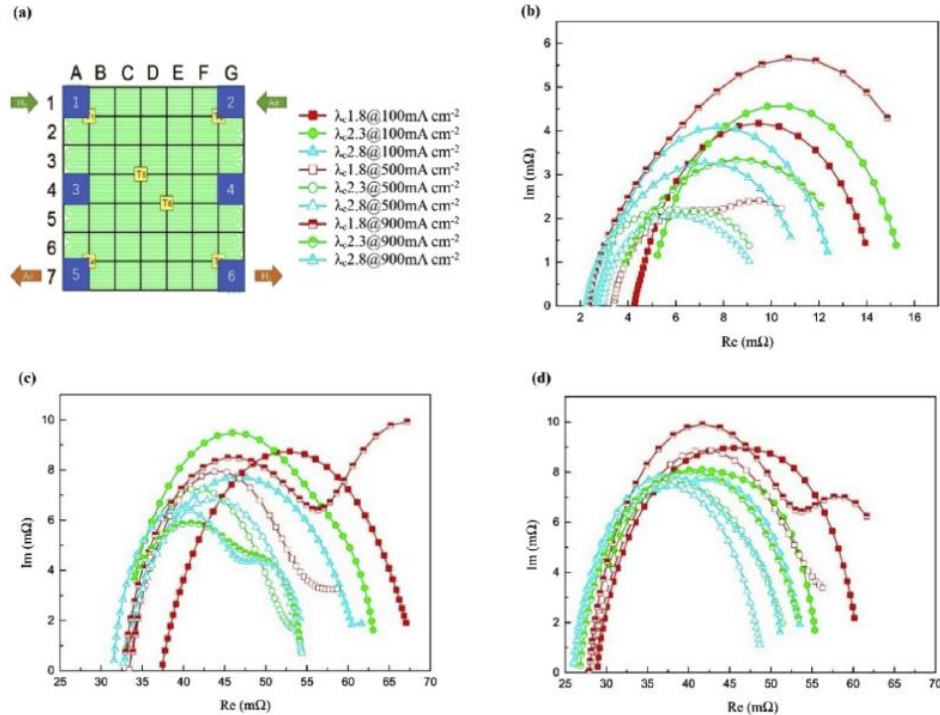 (a)
A B C D E F G
1 2 3 4 5 6 7
H₂
Air
1
2
3
4
5
6
Ts
Ts
Air
H₂
λc1.8@100mA cm-2
λc2.3@100mA cm-2
λc2.8@100mA cm-2
λc1.8@500mA cm-2
λc2.3@500mA cm-2
λc2.8@500mA cm-2
λc1.8@900mA cm-2
λc2.3@900mA cm-2
λc2.8@900mA cm-2
(b)
Im (mΩ)
6
5
4
3
2
1
0
2 4 6 8 10 12 14 16
Re (mΩ)
(c)
Im (mΩ)
10
8
6
4
2
0
25 30 35 40 45 50 55 60 65 70
Re (mΩ)
(d)
Im (mΩ)
10
8
6
4
2
0
25 30 35 40 45 50 55 60 65 70
Re (mΩ)